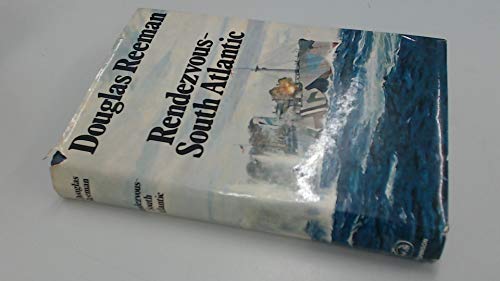 Douglas Reeman
Rendezvous-
South Atlantic
Douglas
Reeman
Rendezvous-
South
Atlantic